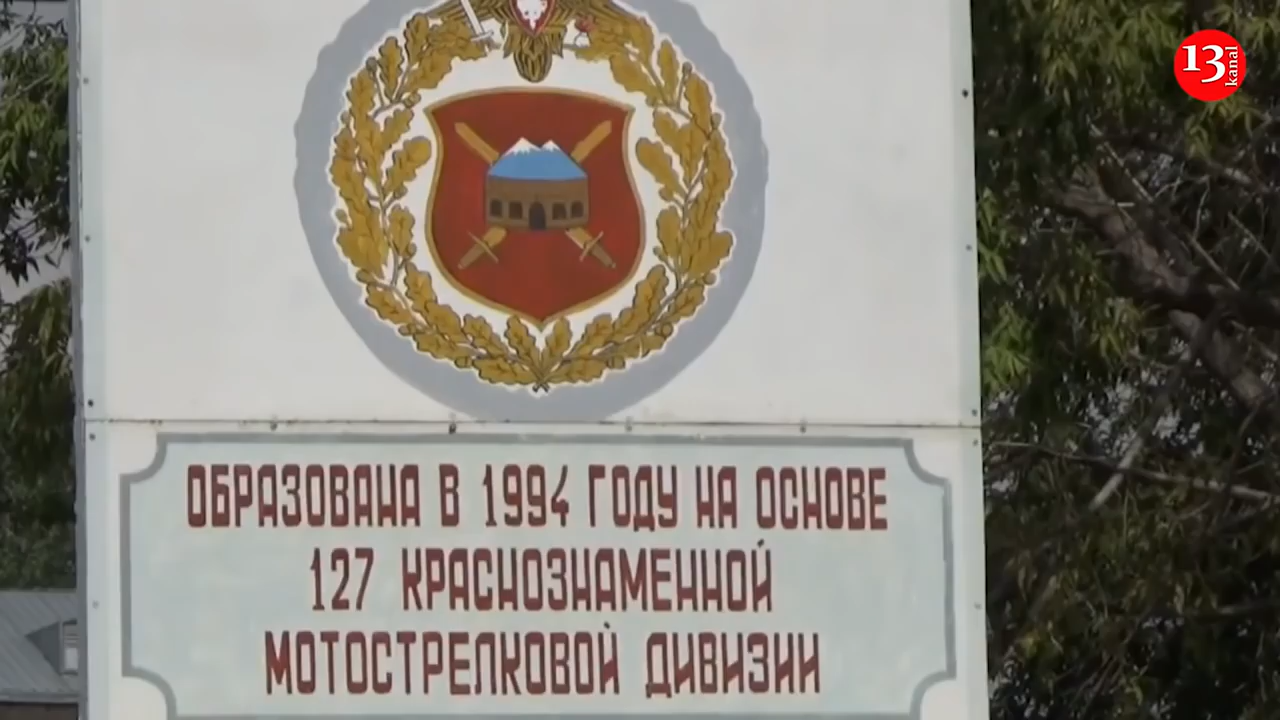 13
kanal
ОБРАЗОВАНА В 1994 ГОДУ НА ОСНОВЕ
127 КРАСНОЗНАМЕННОЙ
МОТОСТРЕЛКОВОЙ ДИВИЗИИ